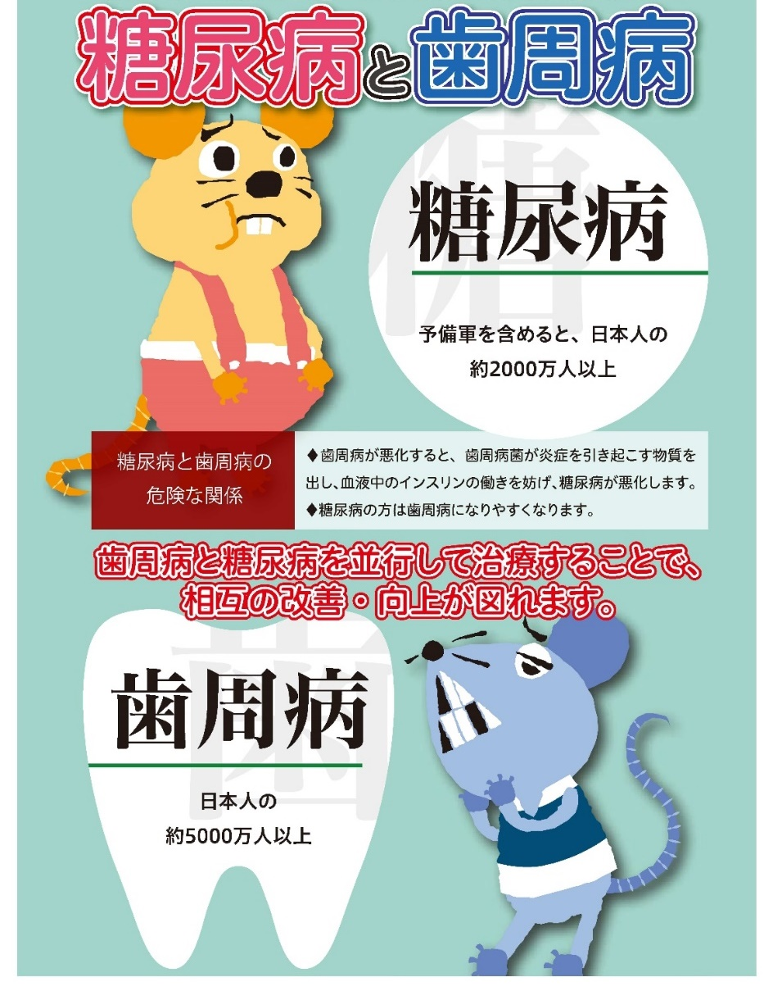 糖尿病と歯周病
糖
糖尿病
予備軍を含めると、日本人の
約2000万人以上
糖尿病と歯周病の
危険な関係
♦歯周病が悪化すると、歯周病菌が炎症を引き起こす物質を
出し、血液中のインスリンの働きを妨げ、糖尿病が悪化します。
♦糖尿病の方は歯周病になりやすくなります。
歯周病と糖尿病を並行して治療することで、
相互の改善・向上が図れます。
歯
歯周病
日本人の
約5000万人以上